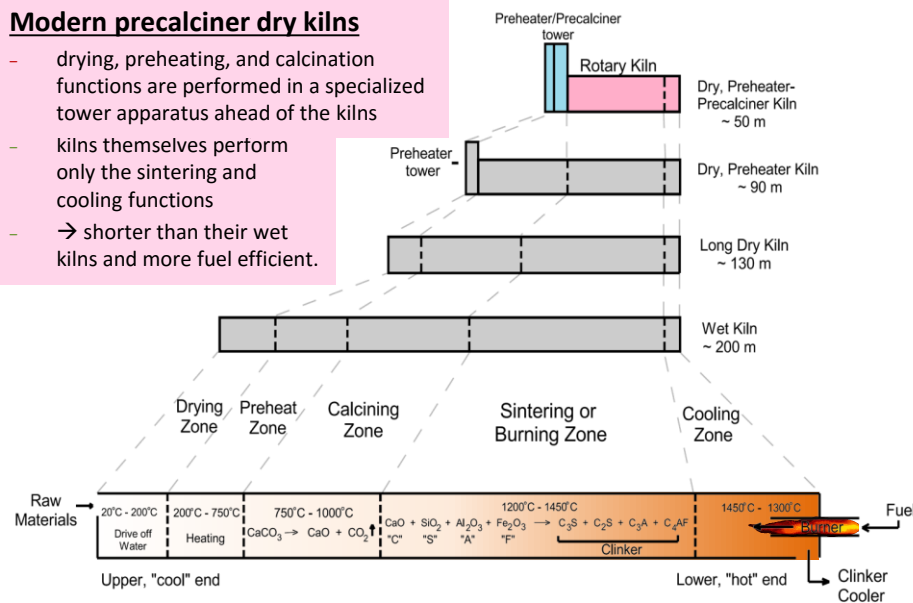 Modern precalciner dry kilns
– drying, preheating, and calcination
functions are performed in a specialized
tower apparatus ahead of the kilns
– kilns themselves perform
only the sintering and
cooling functions
– → shorter than their wet
kilns and more fuel efficient.
Preheater/Precalciner
tower
Rotary Kiln
Dry, Preheater-
Precalciner Kiln
~ 50 m
Preheater
tower
Dry, Preheater Kiln
~ 90 m
Long Dry Kiln
~ 130 m
Wet Kiln
~ 200 m
Drying
Zone
Preheat
Zone
Calcining
Zone
Sintering or
Burning Zone
Cooling
Zone
Raw
Materials
20°C - 200°C
Drive off
Water
200°C - 750°C
Heating
750°C - 1000°C
CaCO₃ → CaO + CO₂
1200°C - 1450°C
CaO + SiO₂ + Al₂O₃ + Fe₂O₃ → C₃S + C₂S + C₃A + C₄AF
"C" "S" "A" "F"
Clinker
1450°C - 1300°C
Burner
Fuel
Upper, "cool" end
Lower, "hot" end
Clinker
Cooler